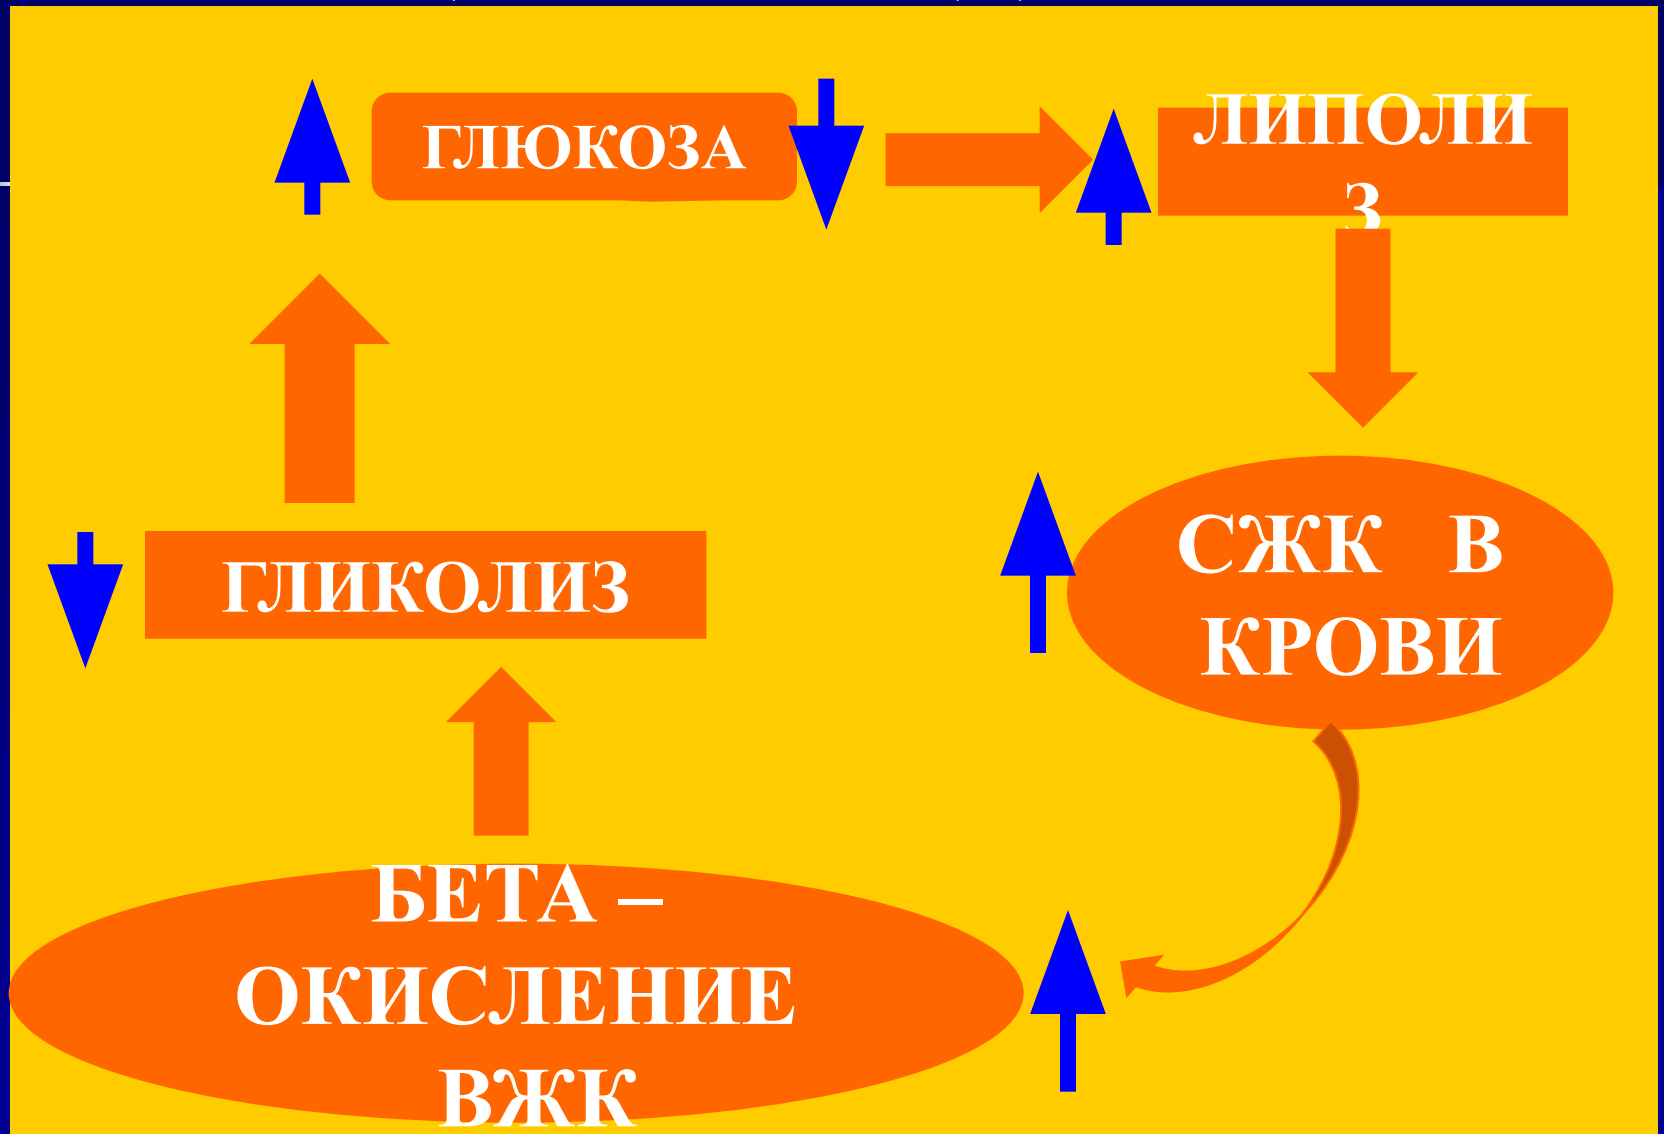 ГЛЮКОЗА
ЛИПОЛИ
З
СЖК В
КРОВИ
ГЛИКОЛИЗ
БЕТА –
ОКИСЛЕНИЕ
ВЖК